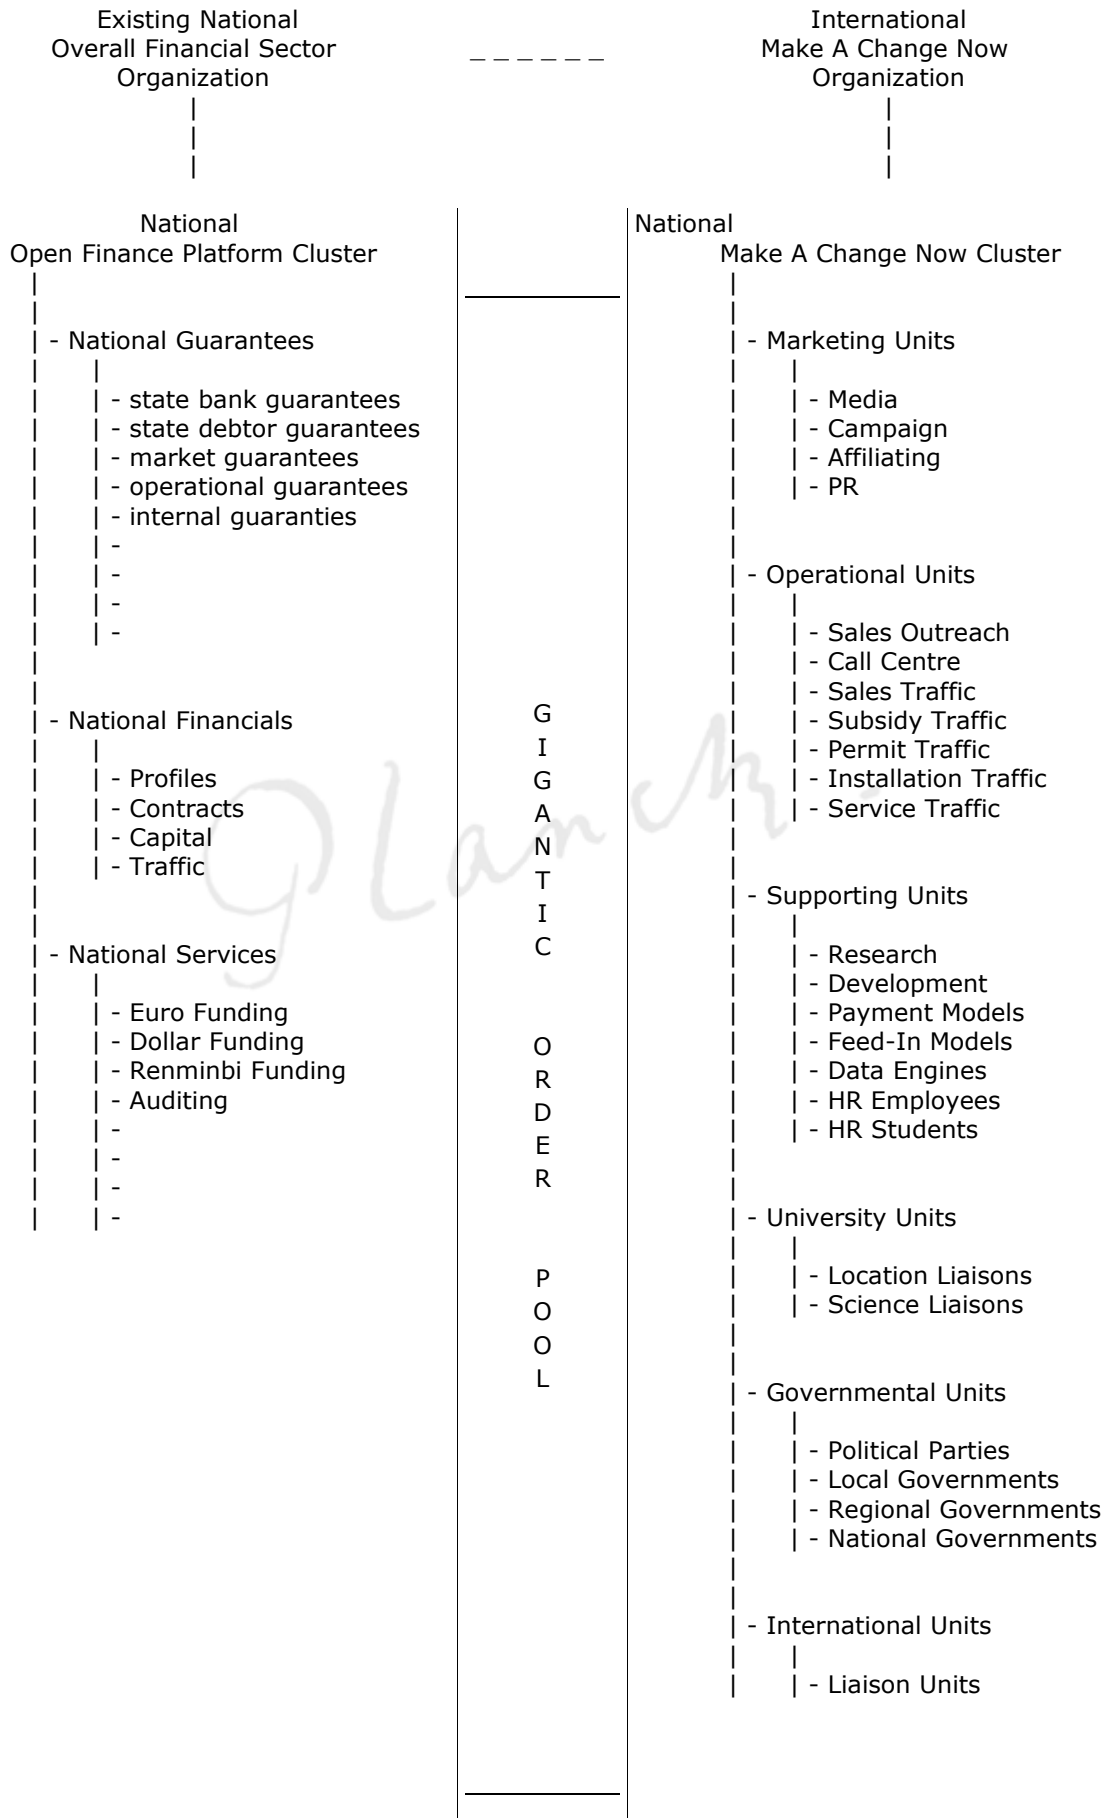 Existing National
Overall Financial Sector
Organization
_ _ _ _ _ _
International
Make A Change Now
Organization
National
Open Finance Platform Cluster
- National Guarantees
- state bank guarantees
- state debtor guarantees
- market guarantees
- operational guarantees
- internal guaranties
-
-
-
-
- National Financials
- Profiles
- Contracts
- Capital
- Traffic
- National Services
- Euro Funding
- Dollar Funding
- Renminbi Funding
- Auditing
-
-
-
-
GIGANTIC
ORDER
POOL
National
Make A Change Now Cluster
- Marketing Units
- Media
- Campaign
- Affiliating
- PR
- Operational Units
- Sales Outreach
- Call Centre
- Sales Traffic
- Subsidy Traffic
- Permit Traffic
- Installation Traffic
- Service Traffic
- Supporting Units
- Research
- Development
- Payment Models
- Feed-In Models
- Data Engines
- HR Employees
- HR Students
- University Units
- Location Liaisons
- Science Liaisons
- Governmental Units
- Political Parties
- Local Governments
- Regional Governments
- National Governments
- International Units
- Liaison Units